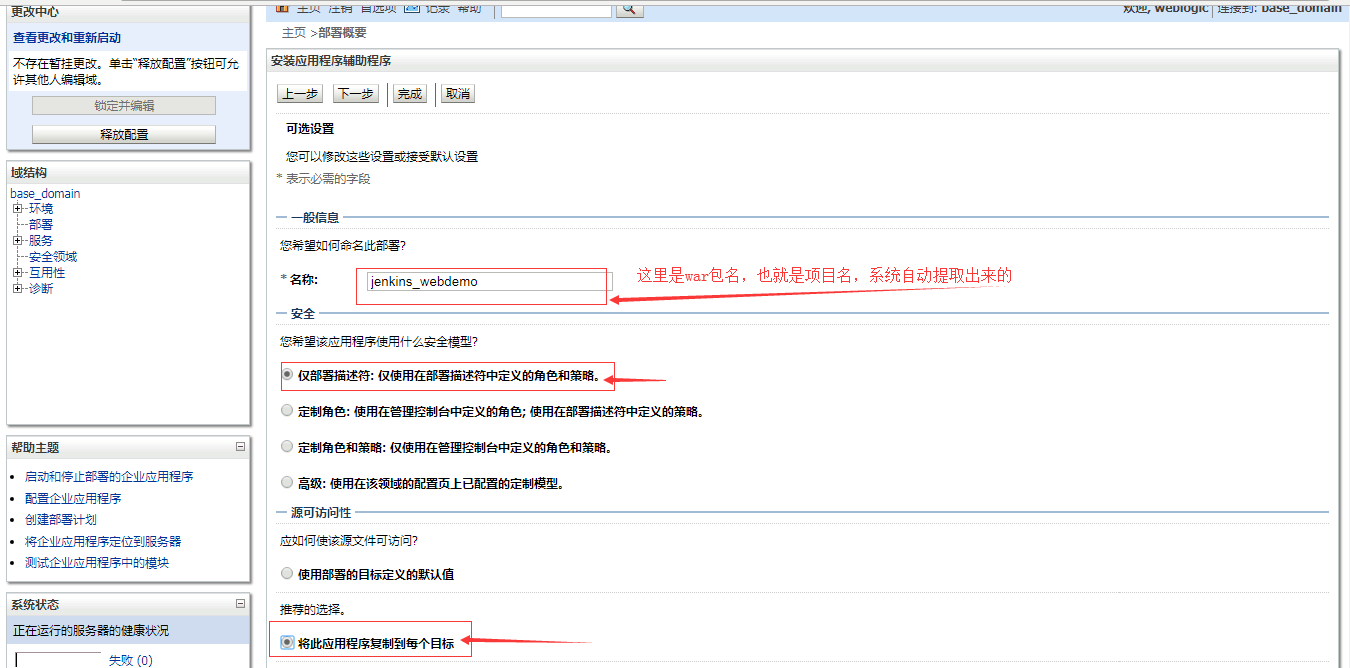 更改中心
查看更改和重新启动
不存在暂挂更改。单击“释放配置”按钮可允
许其他人编辑域。
锁定并编辑
释放配置
域结构
base_domain
环境
部署
服务
安全领域
互用性
诊断
帮助主题
启动和停止部署的企业应用程序
配置企业应用程序
创建部署计划
将企业应用程序定位到服务器
测试企业应用程序中的模块
系统状态
正在运行的服务器的健康状况
失败 (0)
主页 注销 首选项 记录 帮助
欢迎, weblogic 连接到: base_domain
主页 >部署概要
安装应用程序辅助程序
上一步 下一步 完成 取消
可选设置
您可以修改这些设置或接受默认设置
* 表示必需的字段
一般信息
您希望如何命名此部署?
* 名称: jenkins_webdemo
这里是war包名，也就是项目名，系统自动提取出来的
安全
您希望该应用程序使用什么安全模型?
仅部署描述符: 仅使用在部署描述符中定义的角色和策略。
定制角色: 使用在管理控制台中定义的角色; 使用在部署描述符中定义的策略。
定制角色和策略: 仅使用在管理控制台中定义的角色和策略。
高级: 使用在该领域的配置页上已配置的定制模型。
源可访问性
应如何使该源文件可访问?
使用部署的目标定义的默认值
推荐的选择。
将此应用程序复制到每个目标